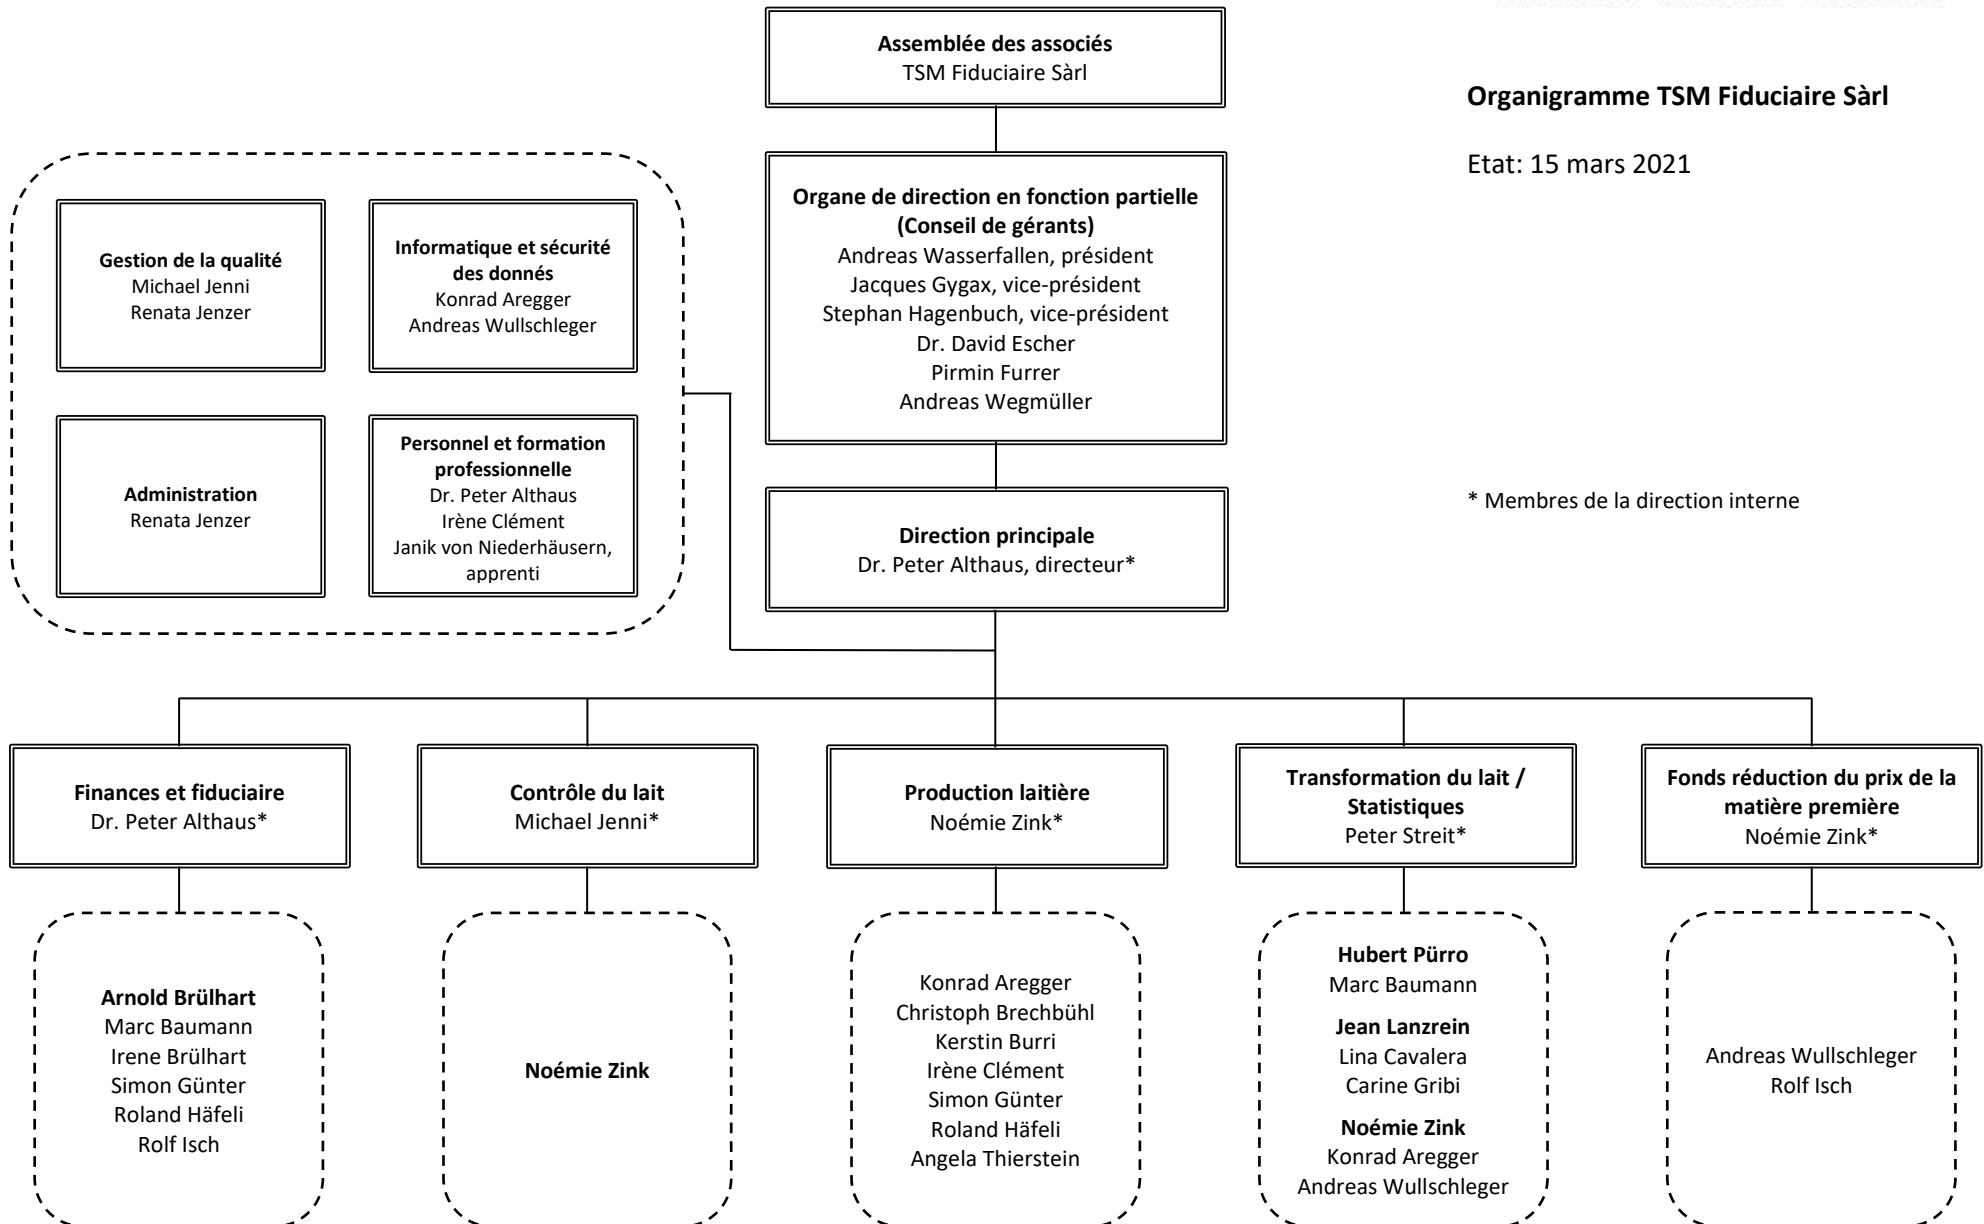 Assemblée des associés
TSM Fiduciaire Sàrl
Organigramme TSM Fiduciaire Sàrl
Etat: 15 mars 2021
Organe de direction en fonction partielle
(Conseil de gérants)
Andreas Wasserfallen, président
Jacques Gygax, vice-président
Stephan Hagenbuch, vice-président
Dr. David Escher
Pirmin Furrer
Andreas Wegmüller
Gestion de la qualité
Michael Jenni
Renata Jenzer
Informatique et sécurité
des donnés
Konrad Aregger
Andreas Wullschleger
Administration
Renata Jenzer
Personnel et formation
professionnelle
Dr. Peter Althaus
Irène Clément
Janik von Niederhäusern,
apprenti
Direction principale
Dr. Peter Althaus, directeur*
* Membres de la direction interne
Finances et fiduciaire
Dr. Peter Althaus*
Contrôle du lait
Michael Jenni*
Production laitière
Noémie Zink*
Transformation du lait /
Statistiques
Peter Streit*
Fonds réduction du prix de la
matière première
Noémie Zink*
Arnold Brülhart
Marc Baumann
Irene Brülhart
Simon Günter
Roland Häfeli
Rolf Isch
Noémie Zink
Konrad Aregger
Christoph Brechbühl
Kerstin Burri
Irène Clément
Simon Günter
Roland Häfeli
Angela Thierstein
Hubert Pürro
Marc Baumann
Jean Lanzrein
Lina Cavalera
Carine Gribi
Noémie Zink
Konrad Aregger
Andreas Wullschleger
Andreas Wullschleger
Rolf Isch